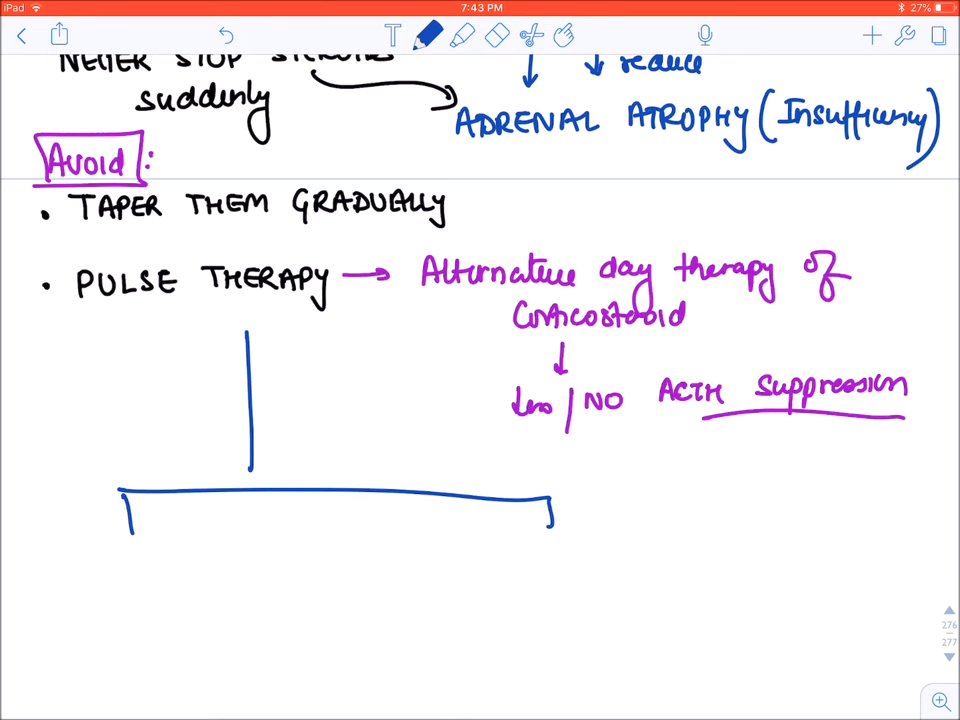 iPad 7:43 PM 27%
T
NEVER STOP STEROIDS ↓ ↓ reduce
suddenly → ADRENAL ATROPHY (Insufficiency)
Avoid:
• TAPER THEM GRADUALLY
• PULSE THERAPY → Alternative day therapy of
Corticosteroid
↓
less / NO ACTH Suppression
276
277